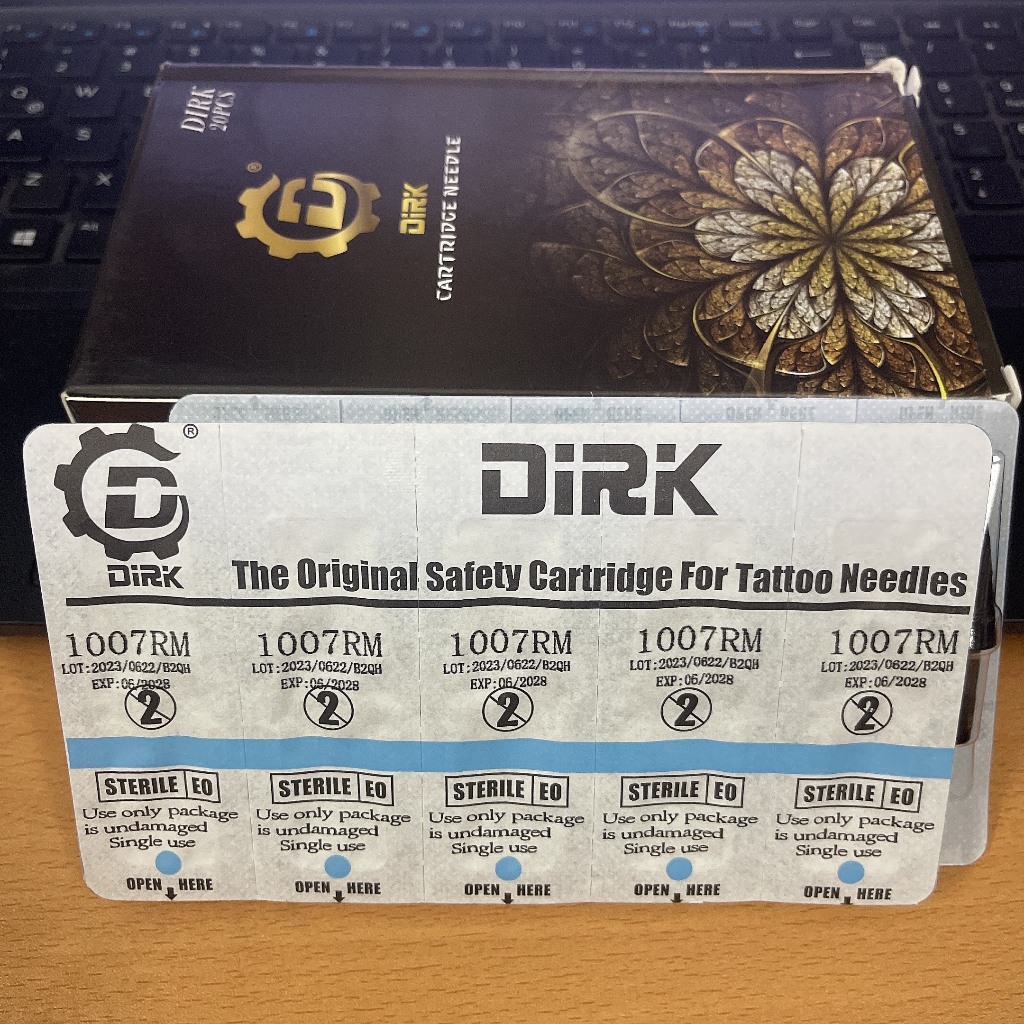 DIRK
20PCS
D
®
DiRK
CARTRIDGE NEEDLE
D
®
DiRK
DiRK
The Original Safety Cartridge For Tattoo Needles
1007RM 1007RM 1007RM 1007RM 1007RM
LOT:2023/0622/B2QH LOT:2023/0622/B2QH LOT:2023/0622/B2QH LOT:2023/0622/B2QH LOT:2023/0622/B2QH
EXP:06/2028 EXP:06/2028 EXP:06/2028 EXP:06/2028 EXP:06/2028
2 2 2 2 2
STERILE EO STERILE EO STERILE EO STERILE EO STERILE EO
Use only package Use only package Use only package Use only package Use only package
is undamaged is undamaged is undamaged is undamaged is undamaged
Single use Single use Single use Single use Single use
OPEN HERE OPEN HERE OPEN HERE OPEN HERE OPEN HERE
Q W
A S
Z X
Alt